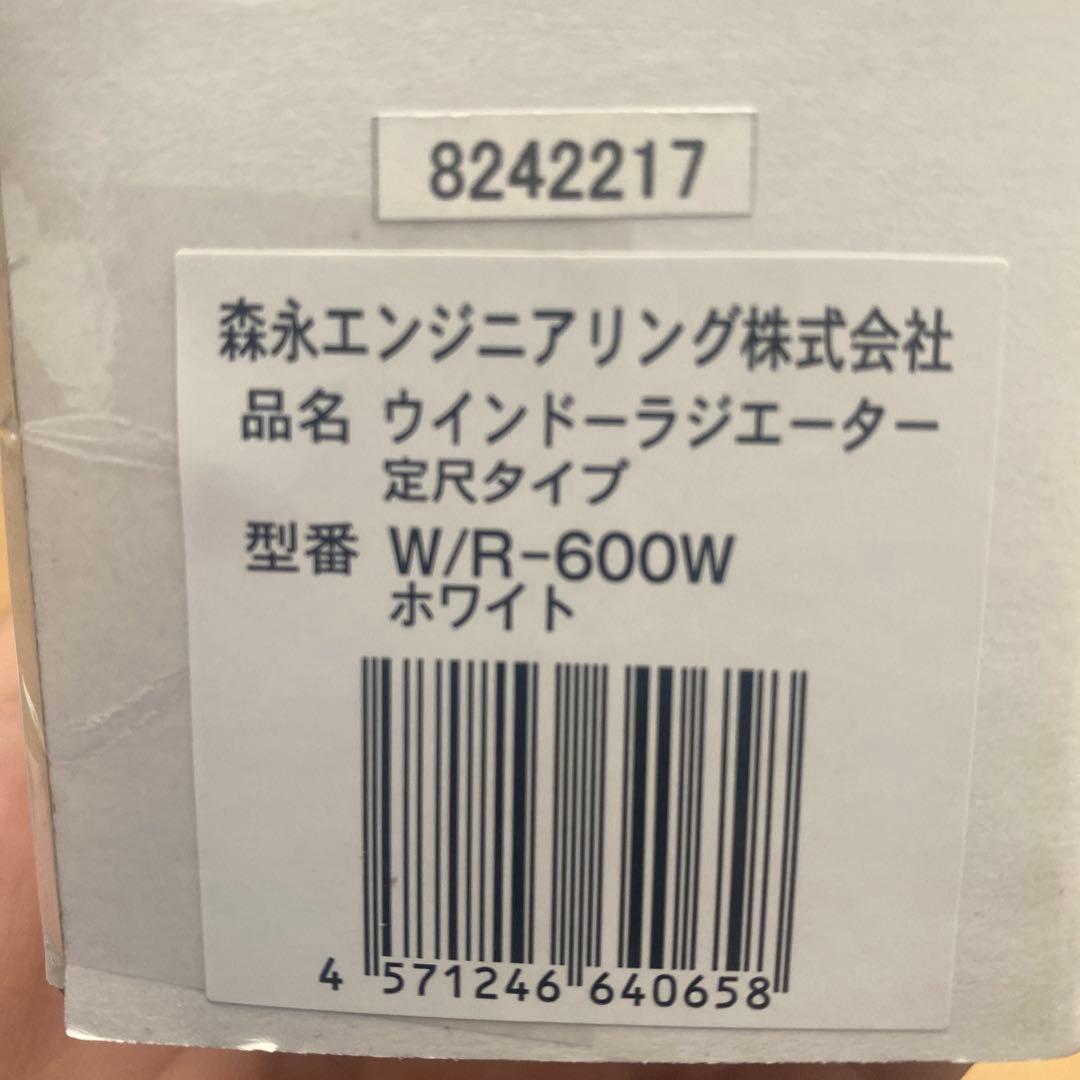 8242217
森永エンジニアリング株式会社
品名 ウインドーラジエーター
定尺タイプ
型番 W/R-600W
ホワイト
4 571246 640658